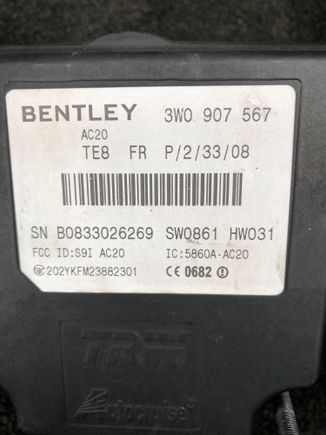 BENTLEY 3W0 907 567
AC20
TE8 FR P/2/33/08
SN B0833026269 SW0861 HW031
FCC ID:S9I AC20 IC:5860A-AC20
202YKFM23882301 CE 0682
TRW
Autocruise